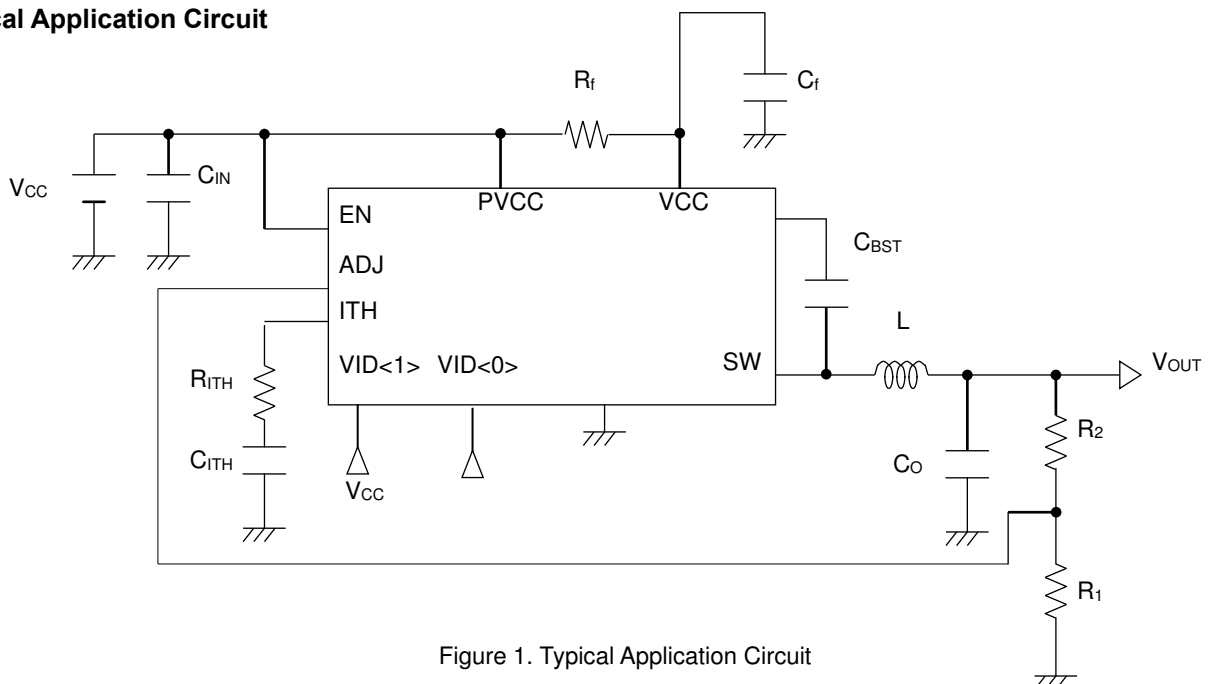 cal Application Circuit
Rf
Cf
VCC
CIN
PVCC
VCC
EN
ADJ
ITH
VID<1> VID<0>
SW
CBST
L
VOUT
RITH
CITH
VCC
CO
R2
R1
Figure 1. Typical Application Circuit